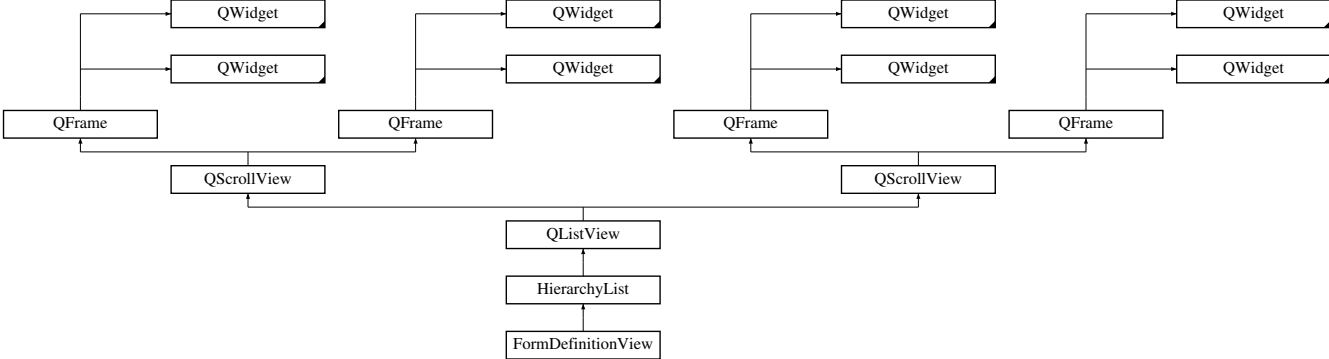 QWidget QWidget QWidget QWidget
QWidget QWidget QWidget QWidget
QFrame QFrame QFrame QFrame
QScrollView QScrollView
QListView
HierarchyList
FormDefinitionView